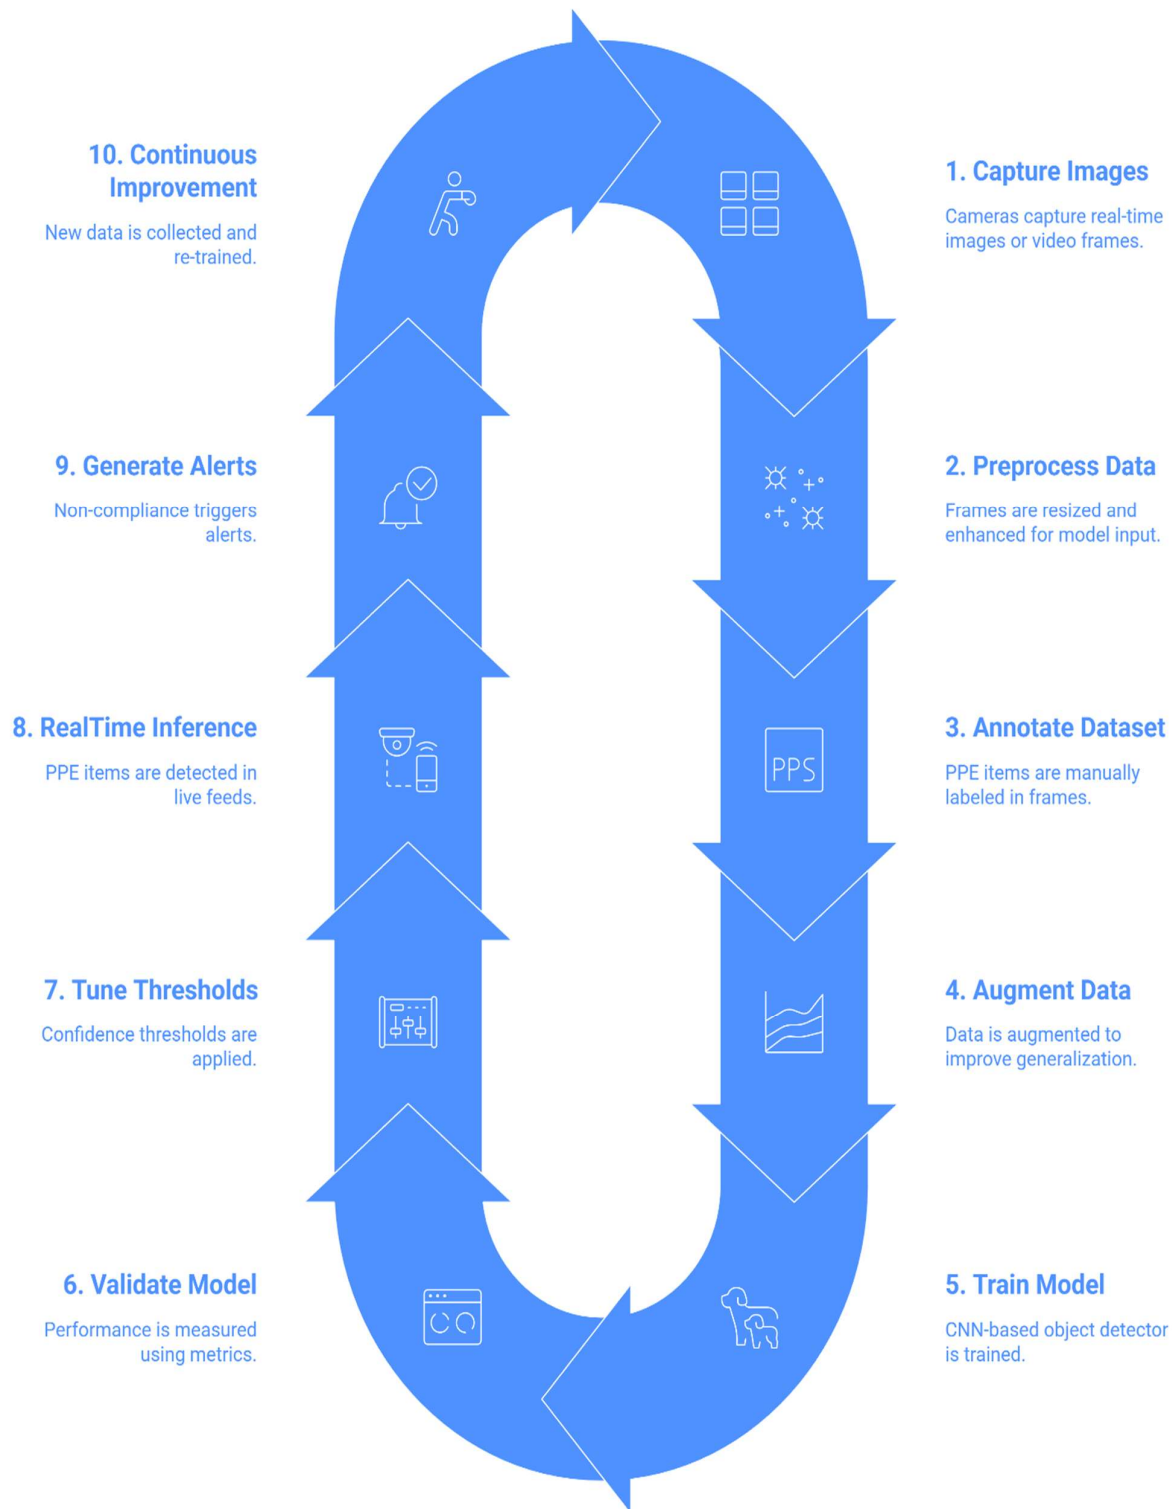 1. Capture Images
Cameras capture real-time
images or video frames.
2. Preprocess Data
Frames are resized and
enhanced for model input.
3. Annotate Dataset
PPE items are manually
labeled in frames.
PPS
4. Augment Data
Data is augmented to
improve generalization.
5. Train Model
CNN-based object detector
is trained.
6. Validate Model
Performance is measured
using metrics.
7. Tune Thresholds
Confidence thresholds are
applied.
8. RealTime Inference
PPE items are detected in
live feeds.
9. Generate Alerts
Non-compliance triggers
alerts.
10. Continuous
Improvement
New data is collected and
re-trained.